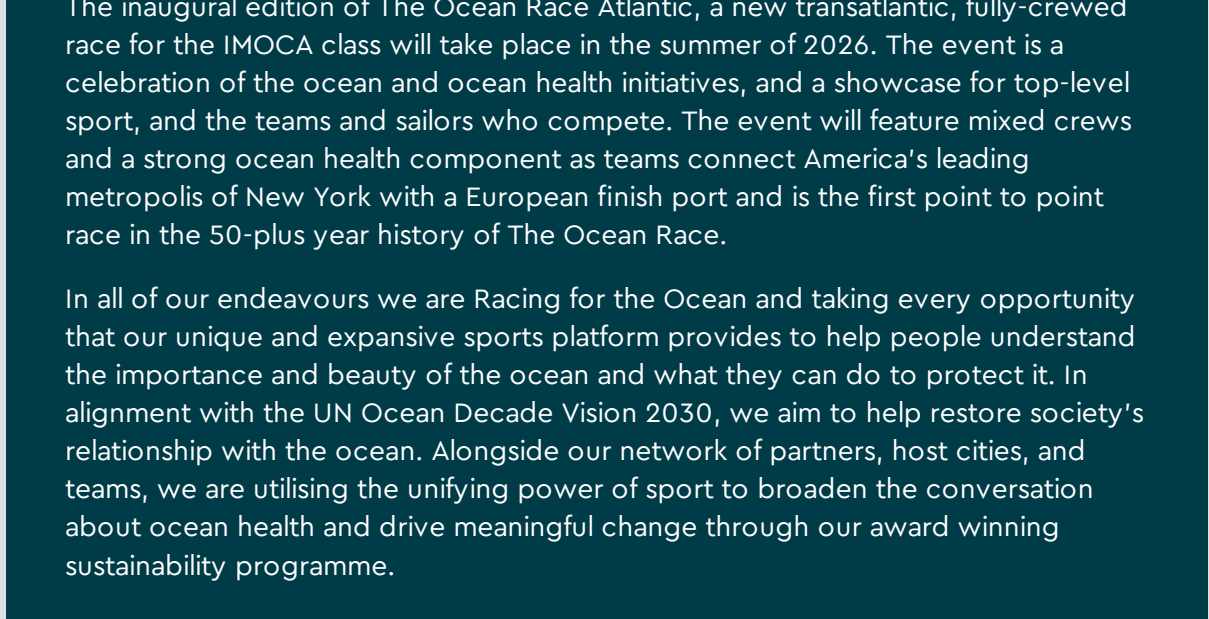 The inaugural edition of The Ocean Race Atlantic, a new transatlantic, fully-crewed
race for the IMOCA class will take place in the summer of 2026. The event is a
celebration of the ocean and ocean health initiatives, and a showcase for top-level
sport, and the teams and sailors who compete. The event will feature mixed crews
and a strong ocean health component as teams connect America's leading
metropolis of New York with a European finish port and is the first point to point
race in the 50-plus year history of The Ocean Race.
In all of our endeavours we are Racing for the Ocean and taking every opportunity
that our unique and expansive sports platform provides to help people understand
the importance and beauty of the ocean and what they can do to protect it. In
alignment with the UN Ocean Decade Vision 2030, we aim to help restore society's
relationship with the ocean. Alongside our network of partners, host cities, and
teams, we are utilising the unifying power of sport to broaden the conversation
about ocean health and drive meaningful change through our award winning
sustainability programme.